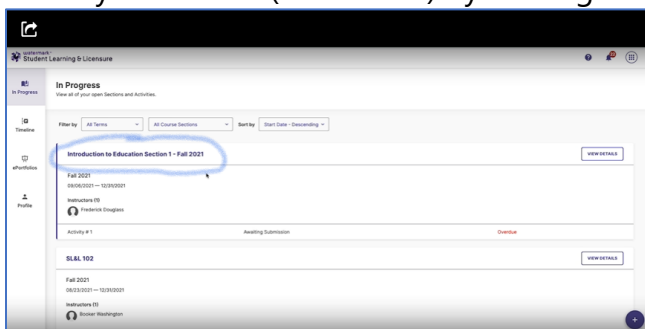 watermark™
Student Learning & Licensure
In Progress
Timeline
ePortfolios
Profile
In Progress
View all of your open Sections and Activities.
Filter by All Terms All Course Sections Sort by Start Date - Descending
Introduction to Education Section 1 - Fall 2021 VIEW DETAILS
Fall 2021
09/06/2021 — 12/31/2021
Instructors (1)
Frederick Douglass
Activity # 1 Awaiting Submission Overdue
SL&L 102 VIEW DETAILS
Fall 2021
08/23/2021 — 12/31/2021
Instructors (1)
Booker Washington